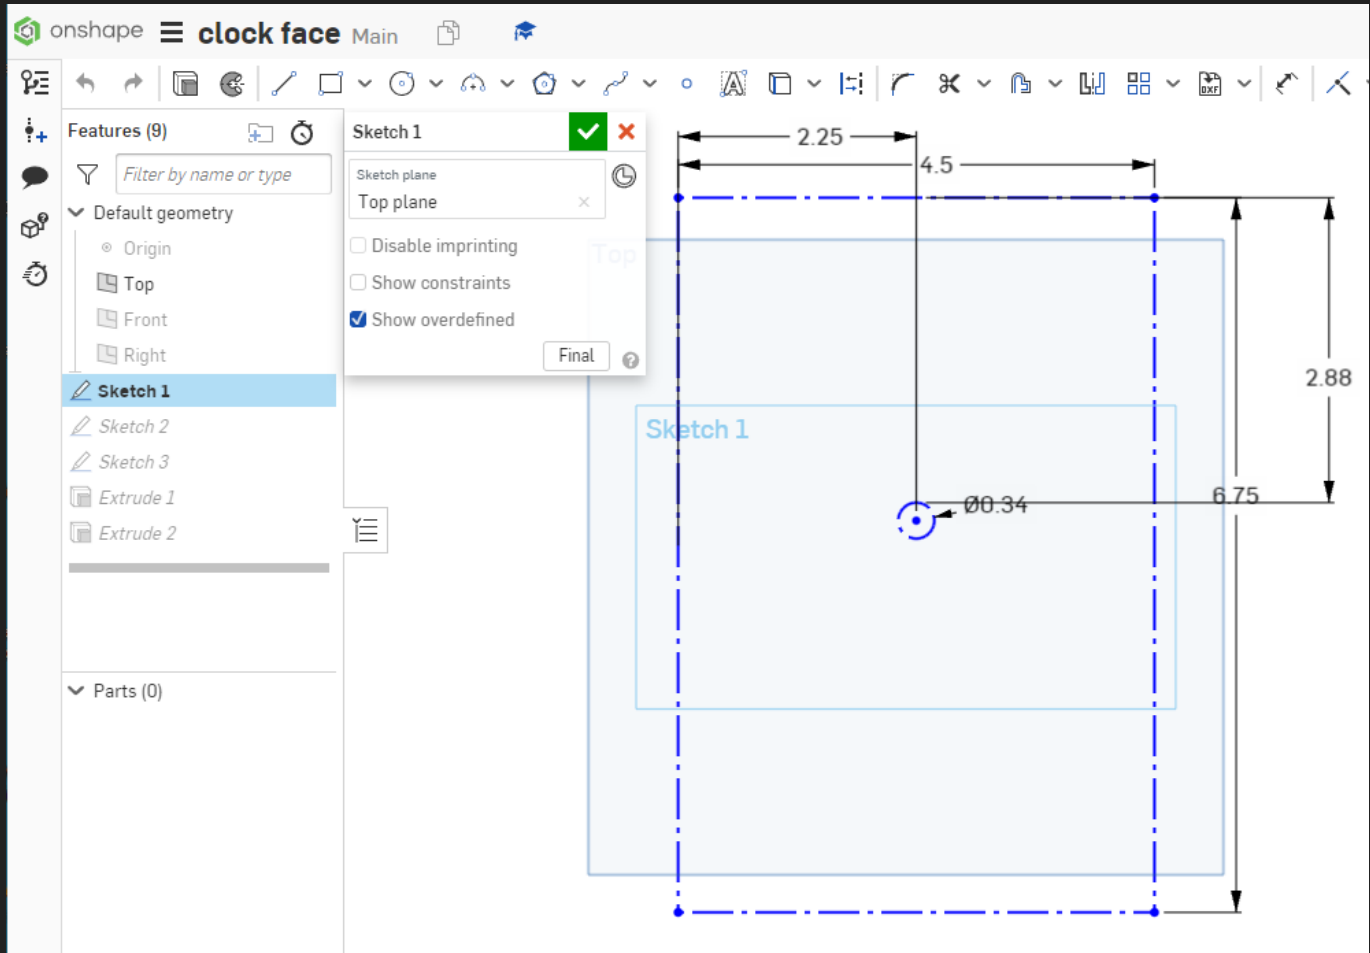 onshape clock face Main
DXF
Features (9)
Filter by name or type
Default geometry
Origin
Top
Front
Right
Sketch 1
Sketch 2
Sketch 3
Extrude 1
Extrude 2
Parts (0)
Sketch 1
Sketch plane
Top plane
Disable imprinting
Show constraints
Show overdefined
Final
2.25
4.5
Top
2.88
Sketch 1
6.75
Ø0.34